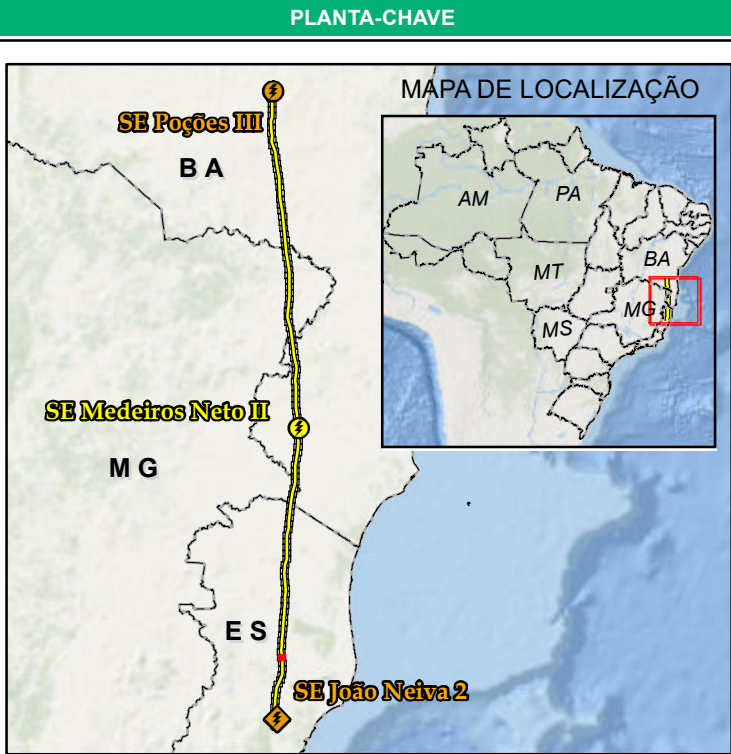 PLANTA-CHAVE
MAPA DE LOCALIZAÇÃO
SE Poções III
B A
AM
PA
BA
MT
MG
MS
SE Medeiros Neto II
M G
E S
SE João Neiva 2